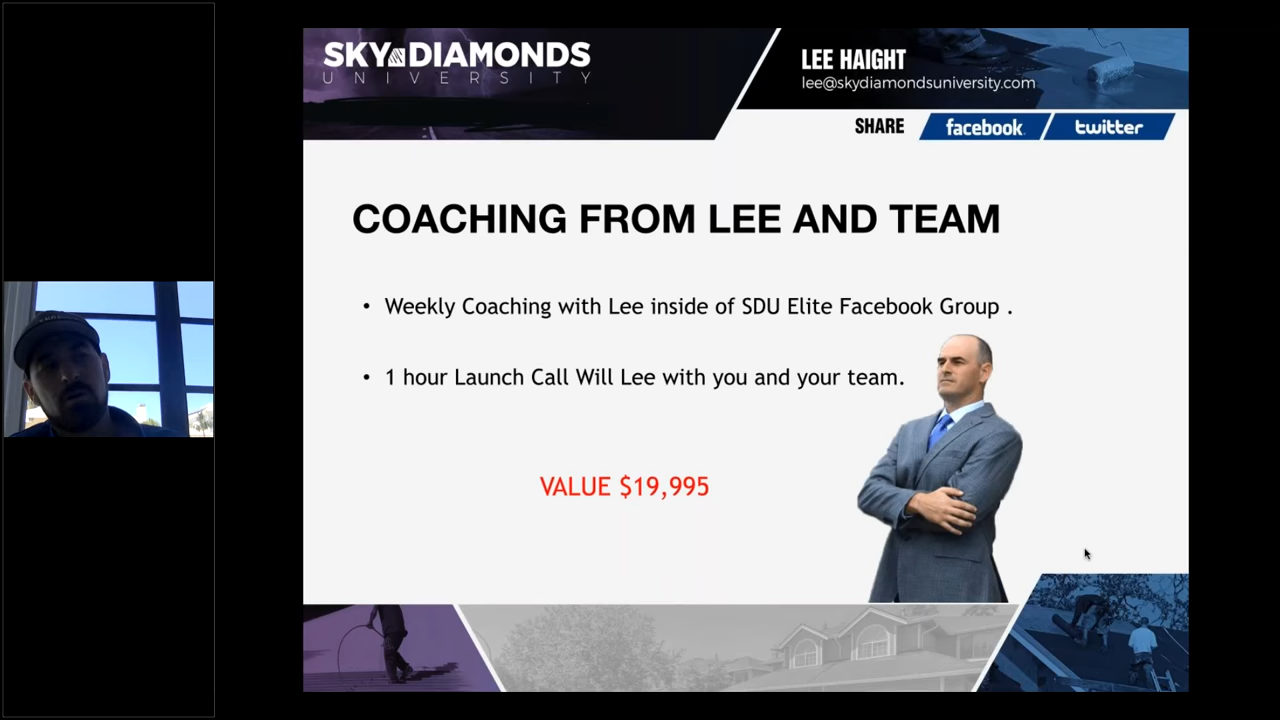 SKYDIAMONDS
UNIVERSITY
LEE HAIGHT
lee@skydiamondsuniversity.com
SHARE facebook twitter
COACHING FROM LEE AND TEAM
• Weekly Coaching with Lee inside of SDU Elite Facebook Group .
• 1 hour Launch Call Will Lee with you and your team.
VALUE $19,995